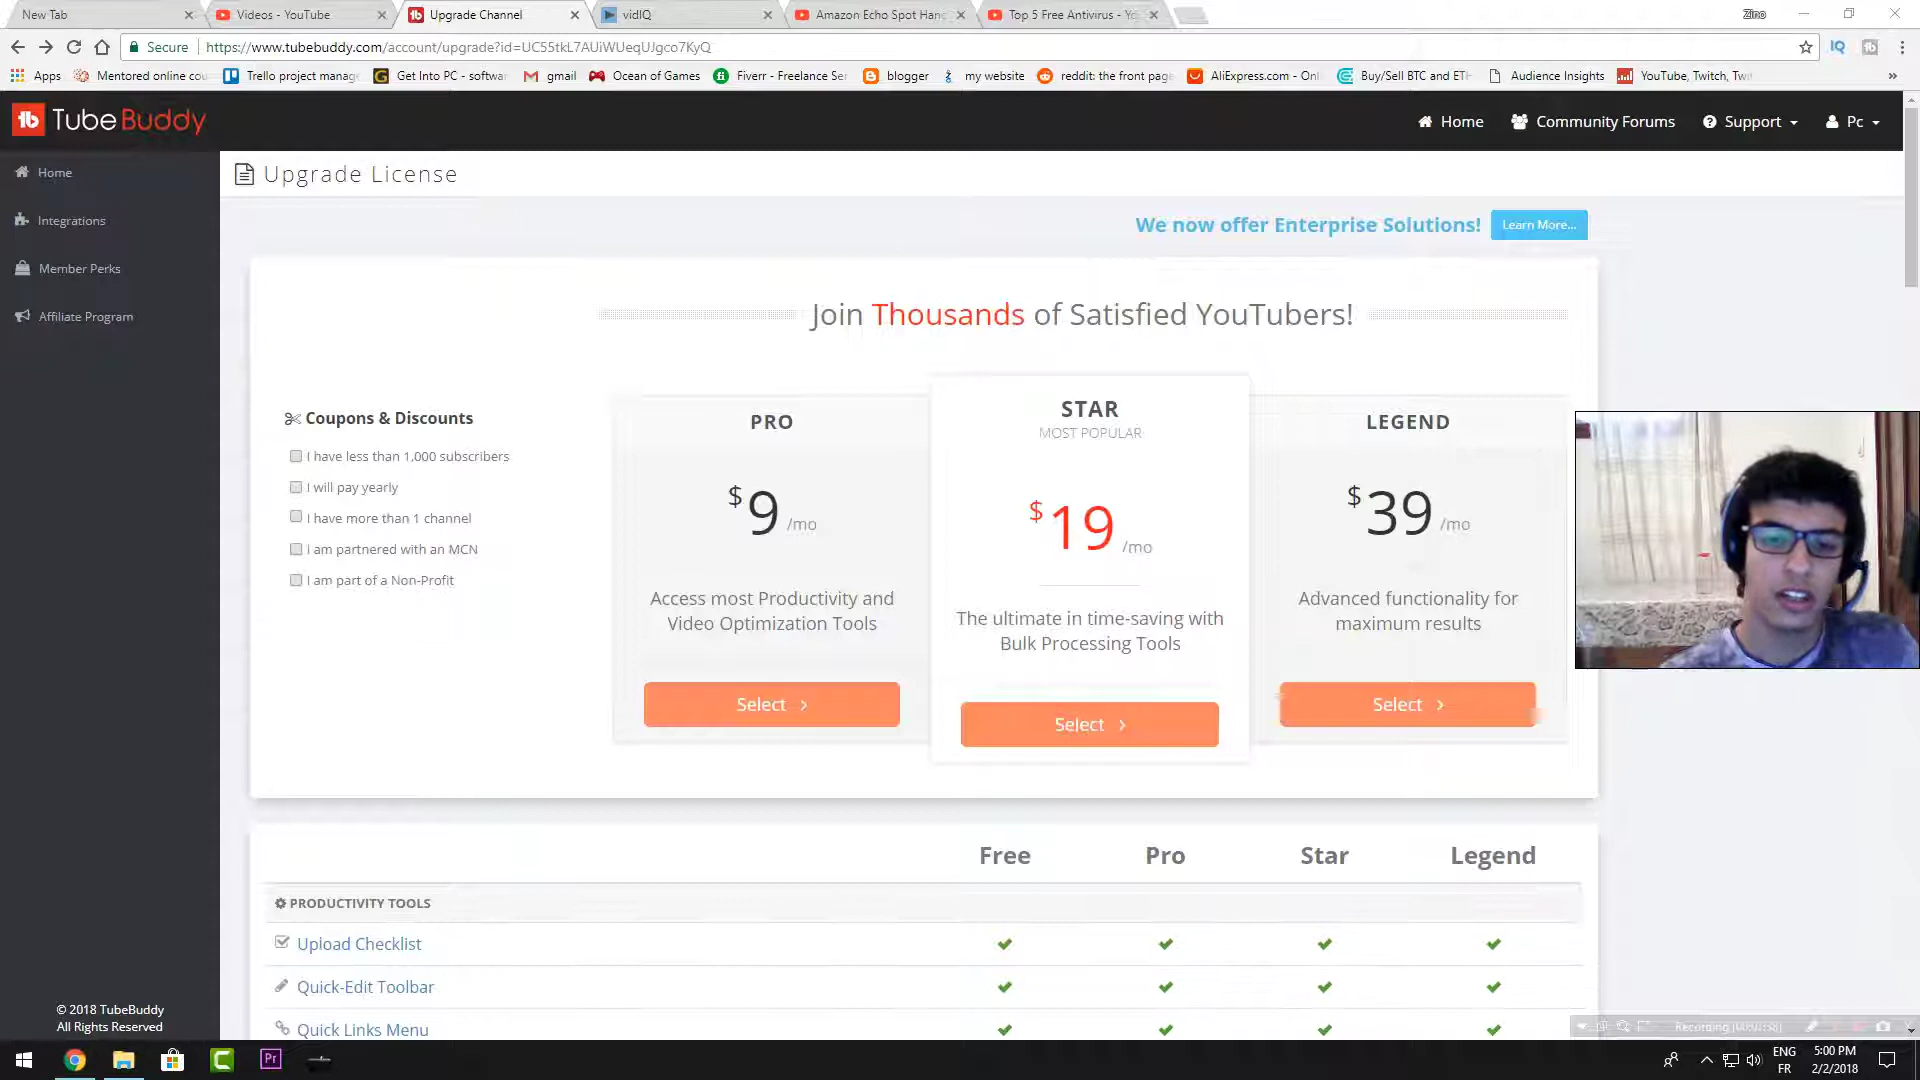 New Tab
Videos - YouTube
Upgrade Channel
vidIQ
Amazon Echo Spot Han
Top 5 Free Antivirus - Yo
Zino
Secure
https://www.tubebuddy.com/account/upgrade?id=UC55tkL7AUiWUeqUJgco7KyQ
Apps
Mentored online cou
Trello project manag
Get Into PC - softwar
gmail
Ocean of Games
Fiverr - Freelance Ser
blogger
my website
reddit: the front page
AliExpress.com - Onl
Buy/Sell BTC and ETH
Audience Insights
YouTube, Twitch, Twi
TubeBuddy
Home
Community Forums
Support
Pc
Home
Integrations
Member Perks
Affiliate Program
Upgrade License
We now offer Enterprise Solutions!
Learn More...
Join Thousands of Satisfied YouTubers!
Coupons & Discounts
I have less than 1,000 subscribers
I will pay yearly
I have more than 1 channel
I am partnered with an MCN
I am part of a Non-Profit
PRO
$9 /mo
Access most Productivity and
Video Optimization Tools
Select
STAR
MOST POPULAR
$19 /mo
The ultimate in time-saving with
Bulk Processing Tools
Select
LEGEND
$39 /mo
Advanced functionality for
maximum results
Select
Free Pro Star Legend
PRODUCTIVITY TOOLS
Upload Checklist
Quick-Edit Toolbar
Quick Links Menu
© 2018 TubeBuddy
All Rights Reserved
ENG
FR
5:00 PM
2/2/2018